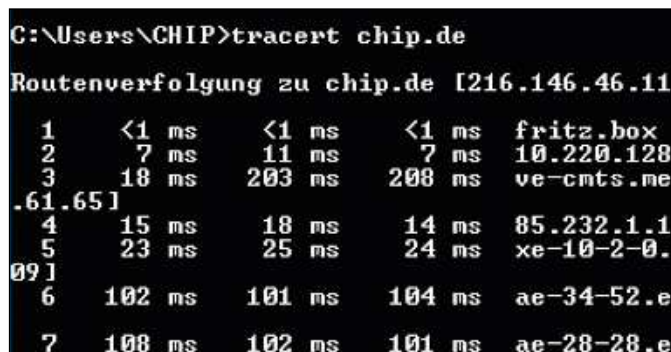 C:\Users\CHIP>tracert chip.de
Routenverfolgung zu chip.de [216.146.46.11
1 <1 ms <1 ms <1 ms fritz.box
2 7 ms 11 ms 7 ms 10.220.128
3 18 ms 203 ms 208 ms ve-cmts.me
.61.65]
4 15 ms 18 ms 14 ms 85.232.1.1
5 23 ms 25 ms 24 ms xe-10-2-0.
09]
6 102 ms 101 ms 104 ms ae-34-52.e
7 108 ms 102 ms 101 ms ae-28-28.e